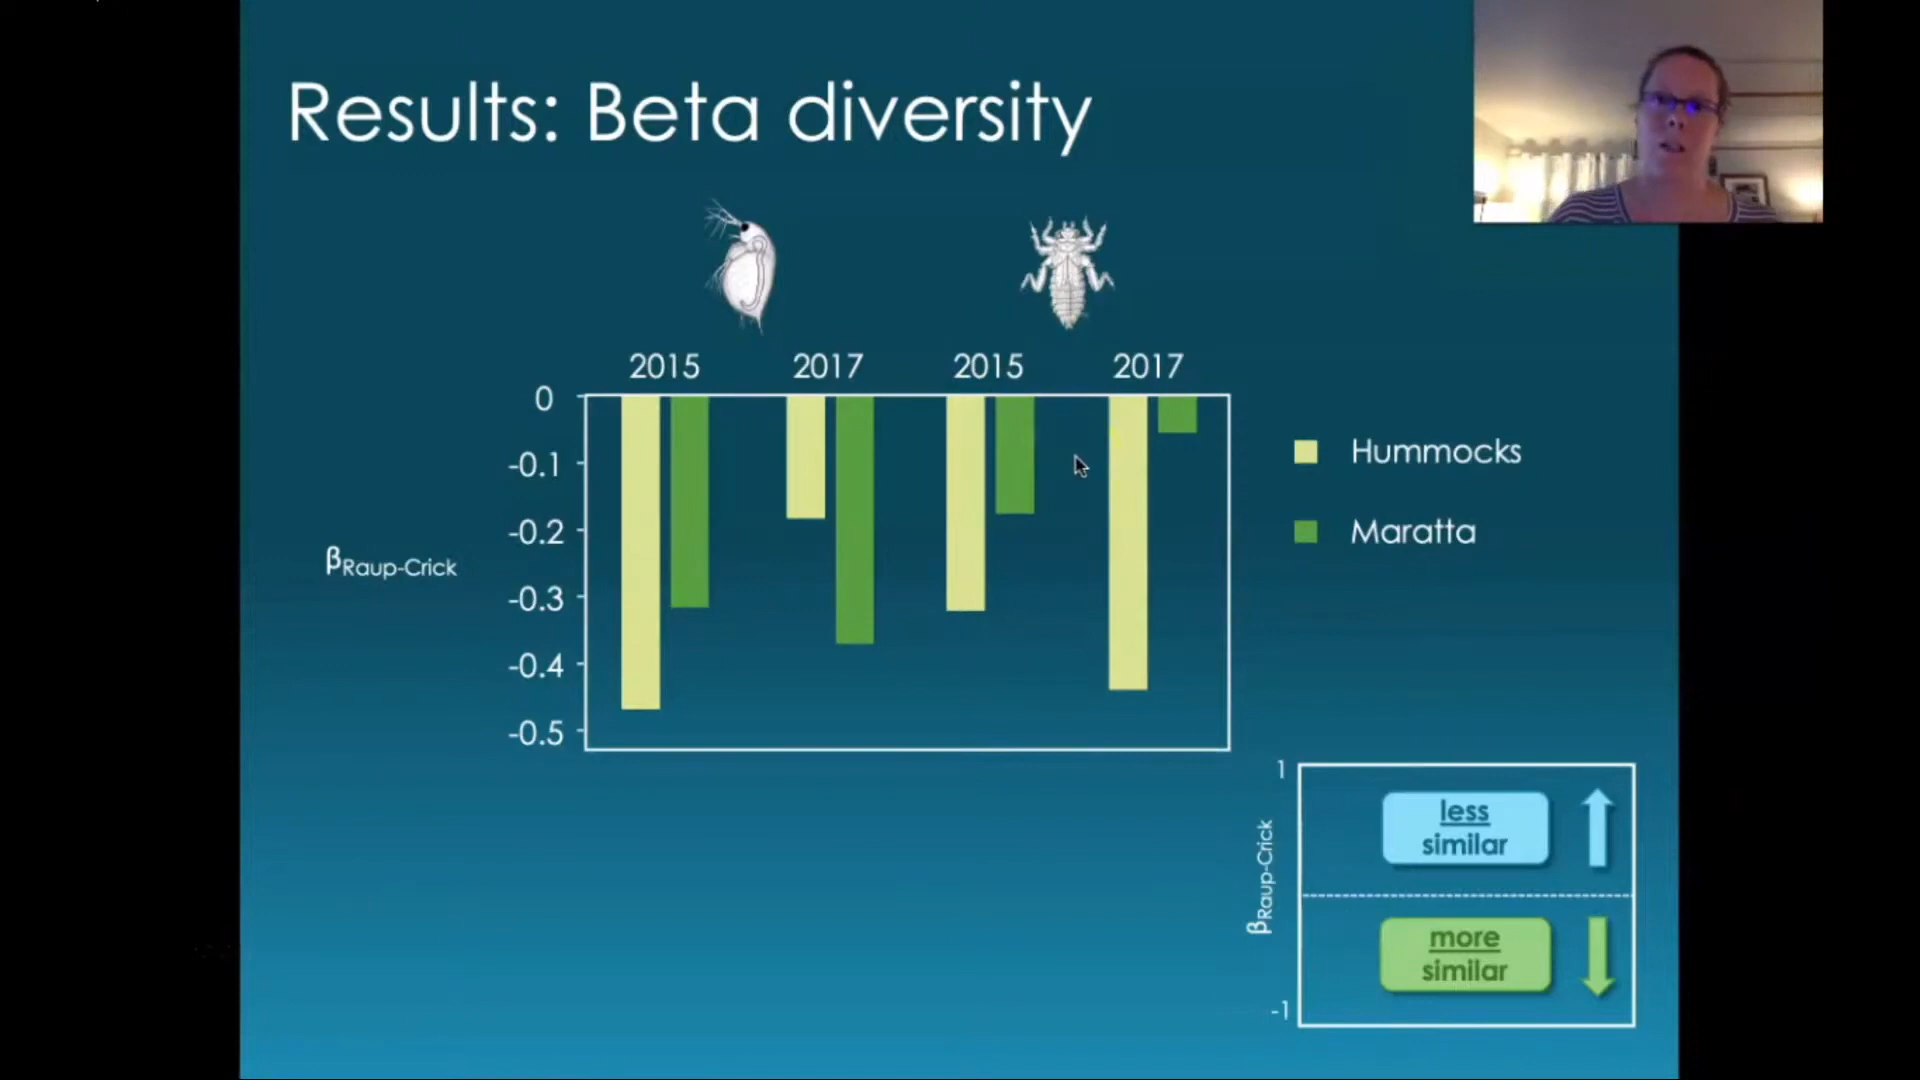 Results: Beta diversity
2015 2017 2015 2017
0
-0.1
-0.2
-0.3
-0.4
-0.5
βRaup-Crick
Hummocks
Maratta
1
βRaup-Crick
-1
less
similar
more
similar